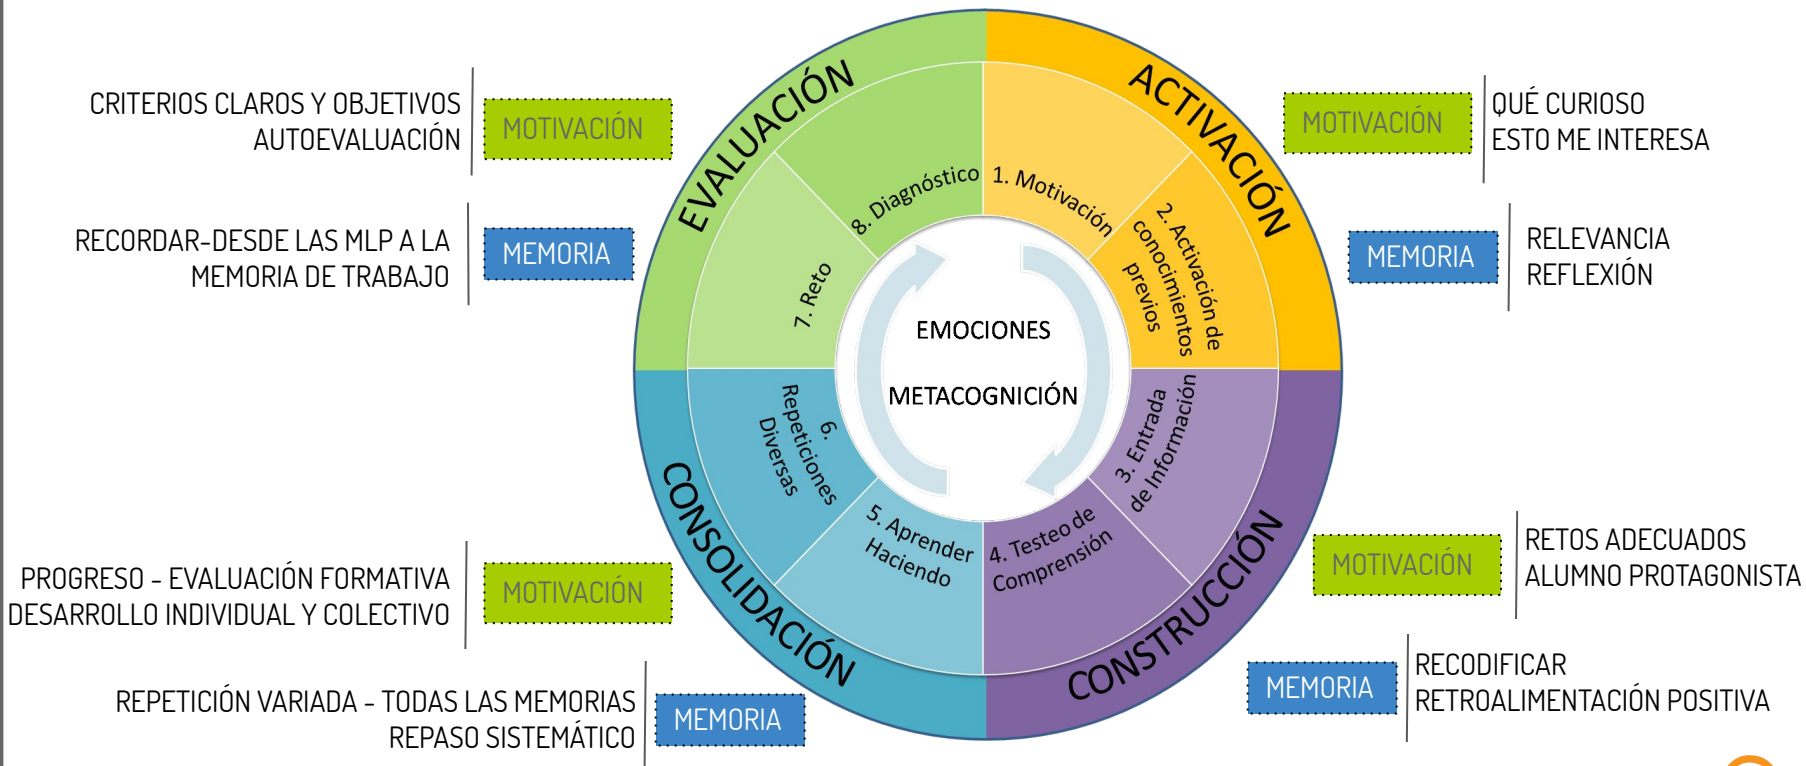 CRITERIOS CLAROS Y OBJETIVOS
AUTOEVALUACIÓN
MOTIVACIÓN
RECORDAR-DESDE LAS MLP A LA
MEMORIA DE TRABAJO
MEMORIA
EVALUACIÓN
ACTIVACIÓN
MOTIVACIÓN
QUÉ CURIOSO
ESTO ME INTERESA
MEMORIA
RELEVANCIA
REFLEXIÓN
8. Diagnóstico
1. Motivación
2. Activación de
conocimientos
previos
7. Reto
EMOCIONES
METACOGNICIÓN
3. Entrada
de Información
6.
Repeticiones
Diversas
5. Aprender
Haciendo
4. Testeo de
Comprensión
CONSOLIDACIÓN
CONSTRUCCIÓN
PROGRESO - EVALUACIÓN FORMATIVA
DESARROLLO INDIVIDUAL Y COLECTIVO
MOTIVACIÓN
REPETICIÓN VARIADA - TODAS LAS MEMORIAS
REPASO SISTEMÁTICO
MEMORIA
MOTIVACIÓN
RETOS ADECUADOS
ALUMNO PROTAGONISTA
MEMORIA
RECODIFICAR
RETROALIMENTACIÓN POSITIVA